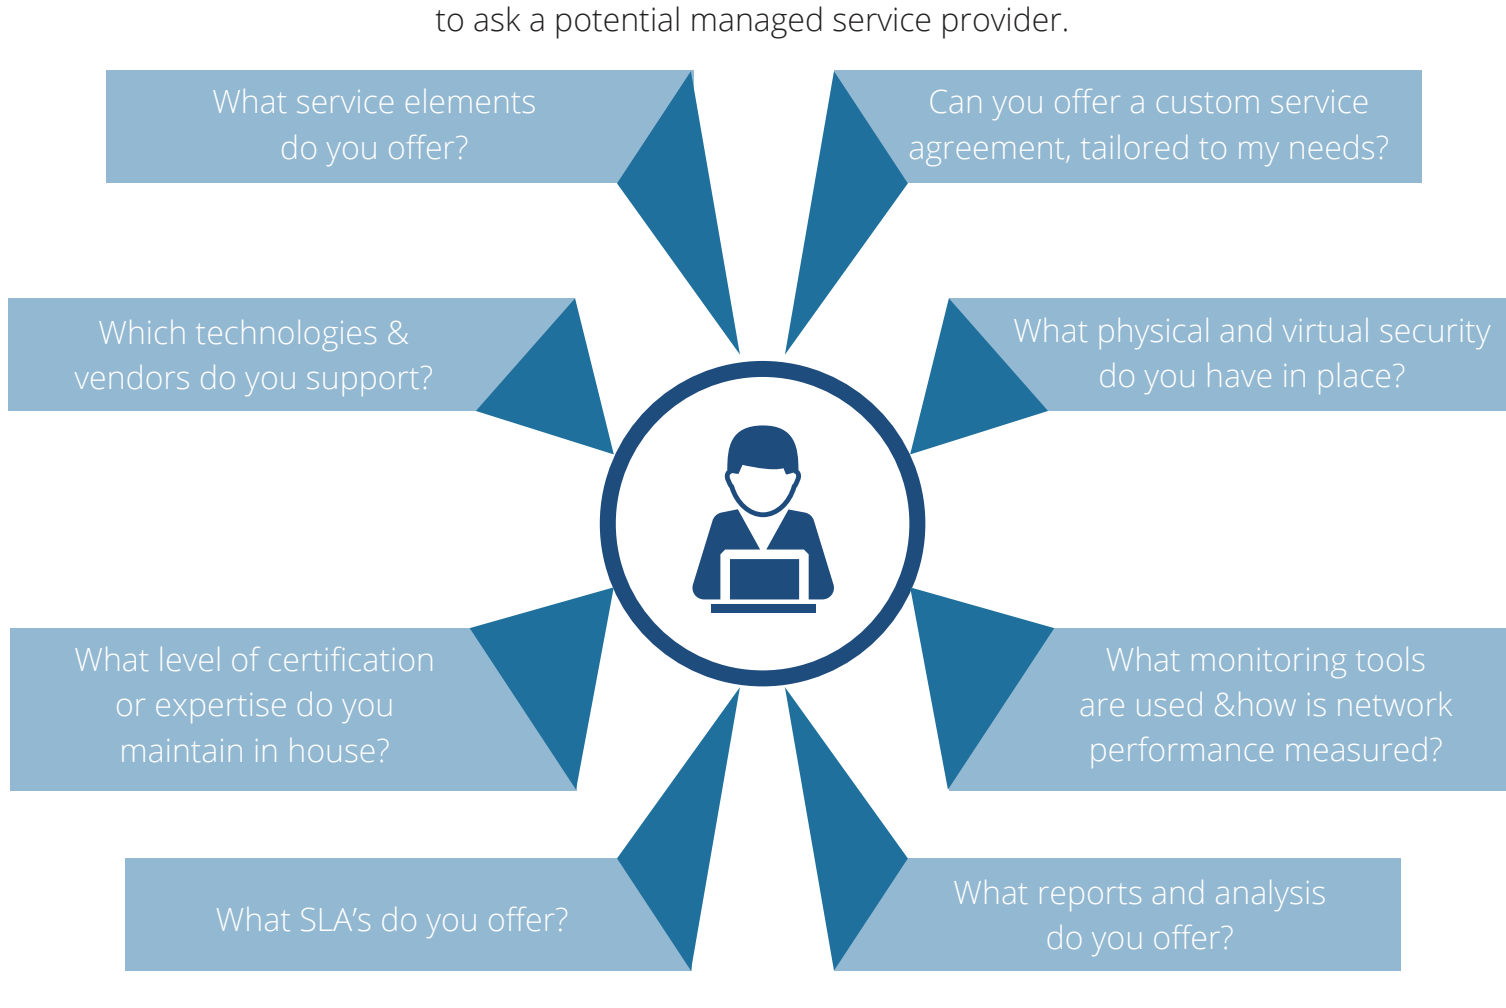 to ask a potential managed service provider.
What service elements
do you offer?
Can you offer a custom service
agreement, tailored to my needs?
Which technologies &
vendors do you support?
What physical and virtual security
do you have in place?
What level of certification
or expertise do you
maintain in house?
What monitoring tools
are used &how is network
performance measured?
What SLA’s do you offer?
What reports and analysis
do you offer?